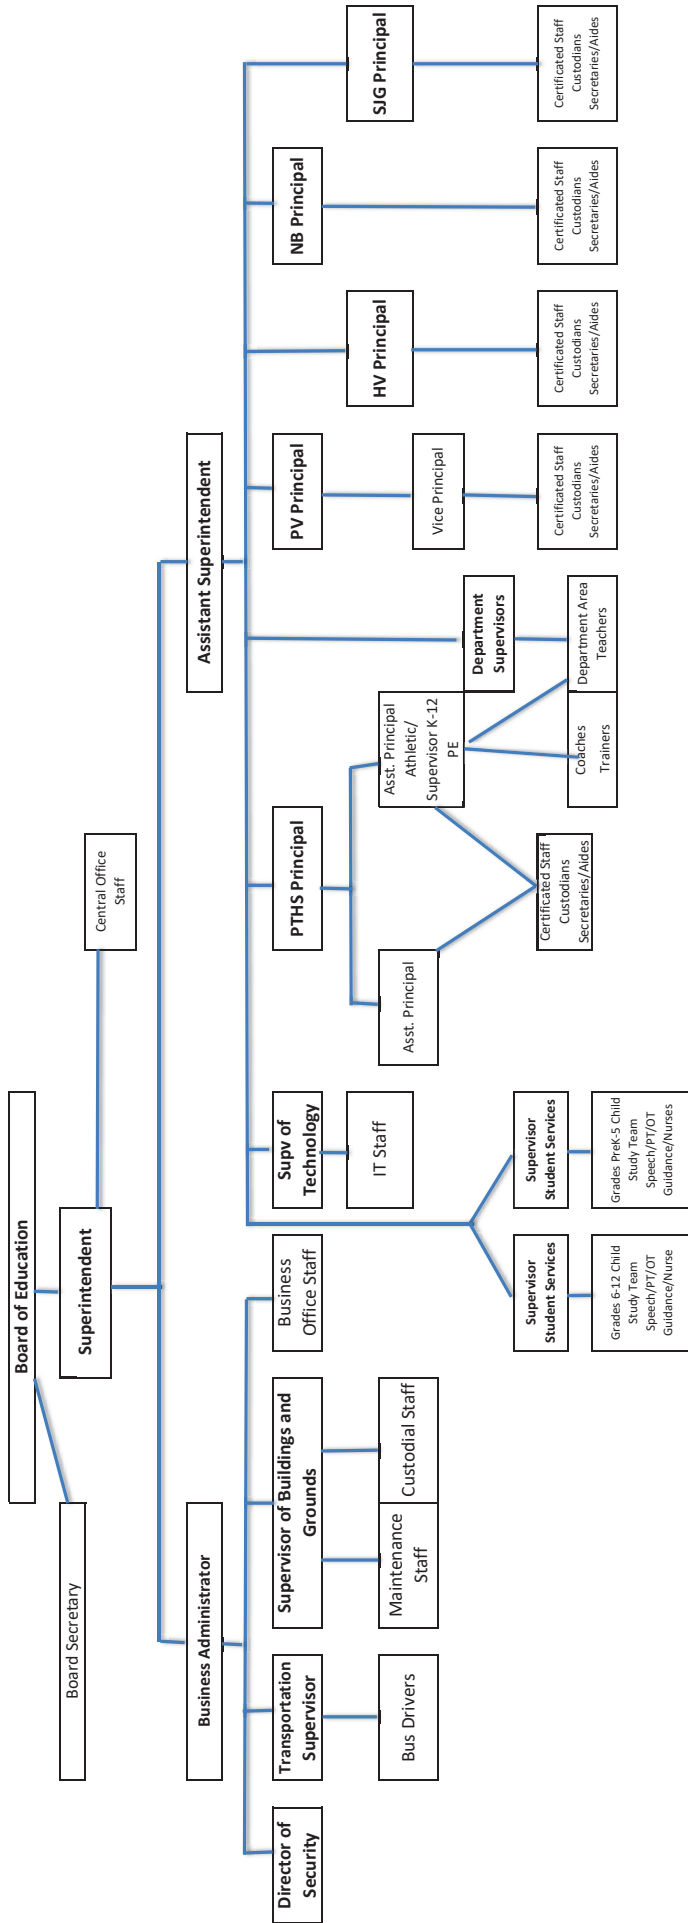 Board of Education
Board Secretary
Superintendent
Central Office
Staff
Business Administrator
Assistant Superintendent
Director of
Security
Transportation
Supervisor
Supervisor of Buildings and
Grounds
Business
Office Staff
Supv of
Technology
PTHS Principal
PV Principal
NB Principal
HV Principal
SJG Principal
Bus Drivers
Maintenance
Staff
Custodial Staff
IT Staff
Asst. Principal
Asst. Principal
Athletic/
Supervisor K-12
PE
Vice Principal
Department
Supervisors
Supervisor
Student Services
Supervisor
Student Services
Certificated Staff
Custodians
Secretaries/Aides
Coaches
Trainers
Department Area
Teachers
Certificated Staff
Custodians
Secretaries/Aides
Certificated Staff
Custodians
Secretaries/Aides
Certificated Staff
Custodians
Secretaries/Aides
Certificated Staff
Custodians
Secretaries/Aides
Grades 6-12 Child
Study Team
Speech/PT/OT
Guidance/Nurse
Grades PreK-5 Child
Study Team
Speech/PT/OT
Guidance/Nurses